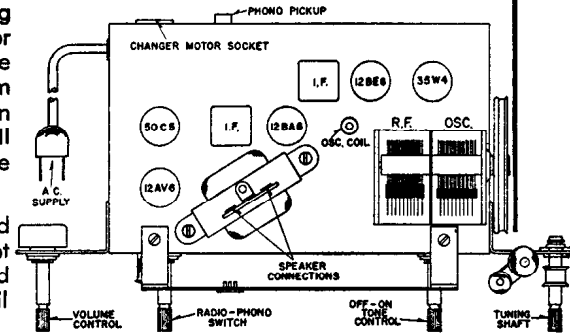 PHONO PICKUP
CHANGER MOTOR SOCKET
I.F.
12BE6
35W4
50C5
I.F.
12BA6
OSC. COIL
R.F.
OSC.
12AV6
A.C.
SUPPLY
SPEAKER
CONNECTIONS
VOLUME
CONTROL
RADIO-PHONO
SWITCH
OFF-ON
TONE
CONTROL
TUNING
SHAFT